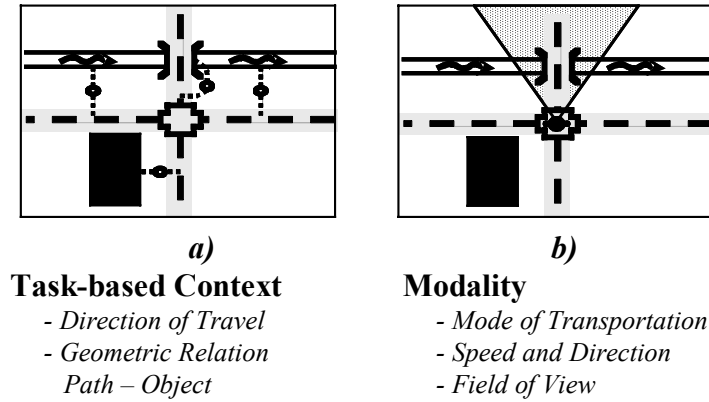 a)
Task-based Context
- Direction of Travel
- Geometric Relation
Path – Object
b)
Modality
- Mode of Transportation
- Speed and Direction
- Field of View